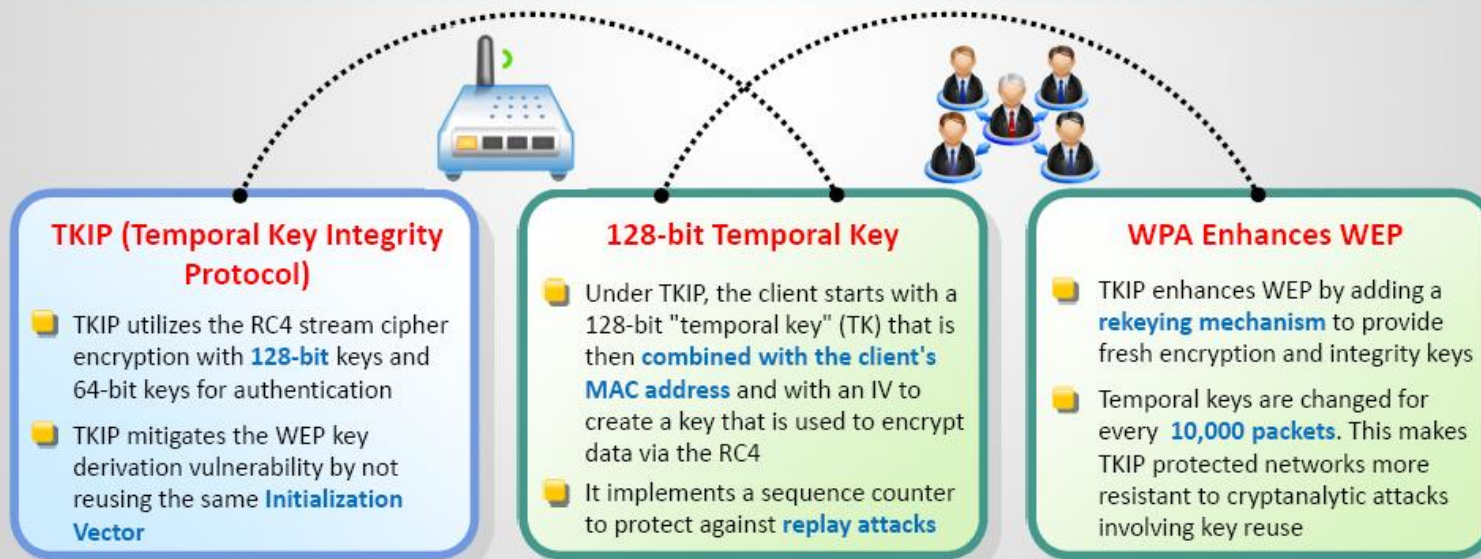 TKIP (Temporal Key Integrity
Protocol)
TKIP utilizes the RC4 stream cipher
encryption with 128-bit keys and
64-bit keys for authentication
TKIP mitigates the WEP key
derivation vulnerability by not
reusing the same Initialization
Vector
128-bit Temporal Key
Under TKIP, the client starts with a
128-bit "temporal key" (TK) that is
then combined with the client's
MAC address and with an IV to
create a key that is used to encrypt
data via the RC4
It implements a sequence counter
to protect against replay attacks
WPA Enhances WEP
TKIP enhances WEP by adding a
rekeying mechanism to provide
fresh encryption and integrity keys
Temporal keys are changed for
every 10,000 packets. This makes
TKIP protected networks more
resistant to cryptanalytic attacks
involving key reuse